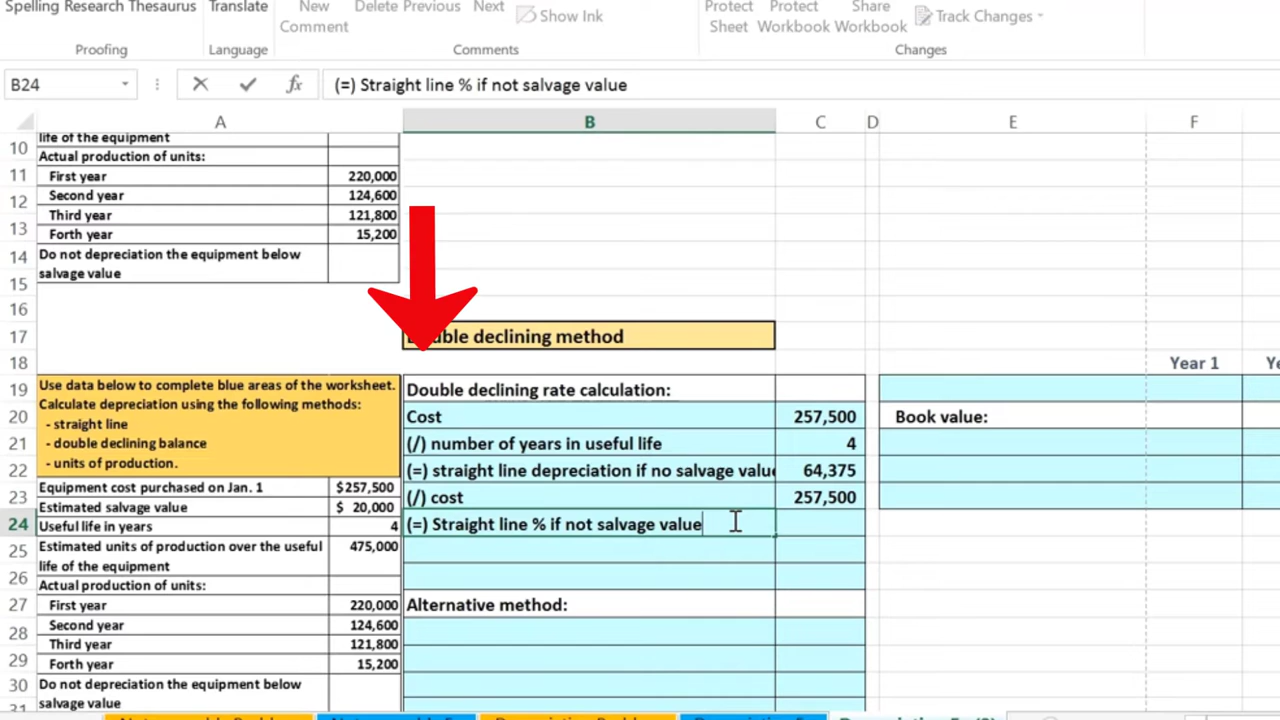 Spelling Research Thesaurus
Translate
New
Comment
Delete Previous
Next
Show Ink
Protect
Sheet
Protect
Workbook
Share
Workbook
Track Changes
Proofing
Language
Comments
Changes
B24
fx
(=) Straight line % if not salvage value
A
B
C
D
E
F
10
life of the equipment
Actual production of units:
11
First year
220,000
12
Second year
124,600
13
Third year
121,800
Forth year
15,200
14
Do not depreciation the equipment below
salvage value
15
16
17
uble declining method
18
Year 1
19
Use data below to complete blue areas of the worksheet.
Double declining rate calculation:
Calculate depreciation using the following methods:
20
- straight line
Cost
257,500
Book value:
21
- double declining balance
(/) number of years in useful life
4
22
- units of production.
(=) straight line depreciation if no salvage value
64,375
23
Equipment cost purchased on Jan. 1
$257,500
(/) cost
257,500
Estimated salvage value
$ 20,000
24
Useful life in years
4
(=) Straight line % if not salvage value
25
Estimated units of production over the useful
475,000
life of the equipment
26
Actual production of units:
27
First year
220,000
Alternative method:
28
Second year
124,600
29
Third year
121,800
Forth year
15,200
30
Do not depreciation the equipment below
salvage value